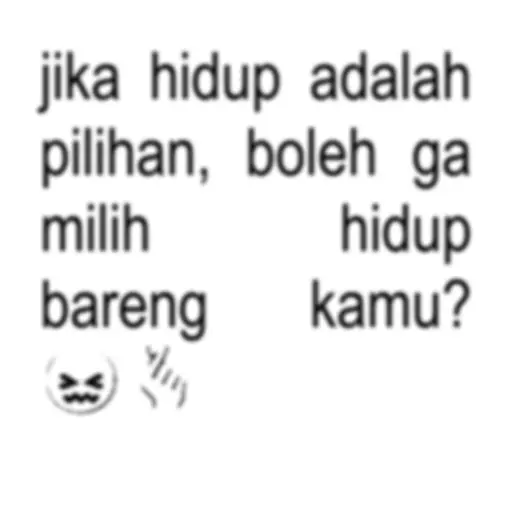 jika hidup adalah
pilihan, boleh ga
milih hidup
bareng kamu?